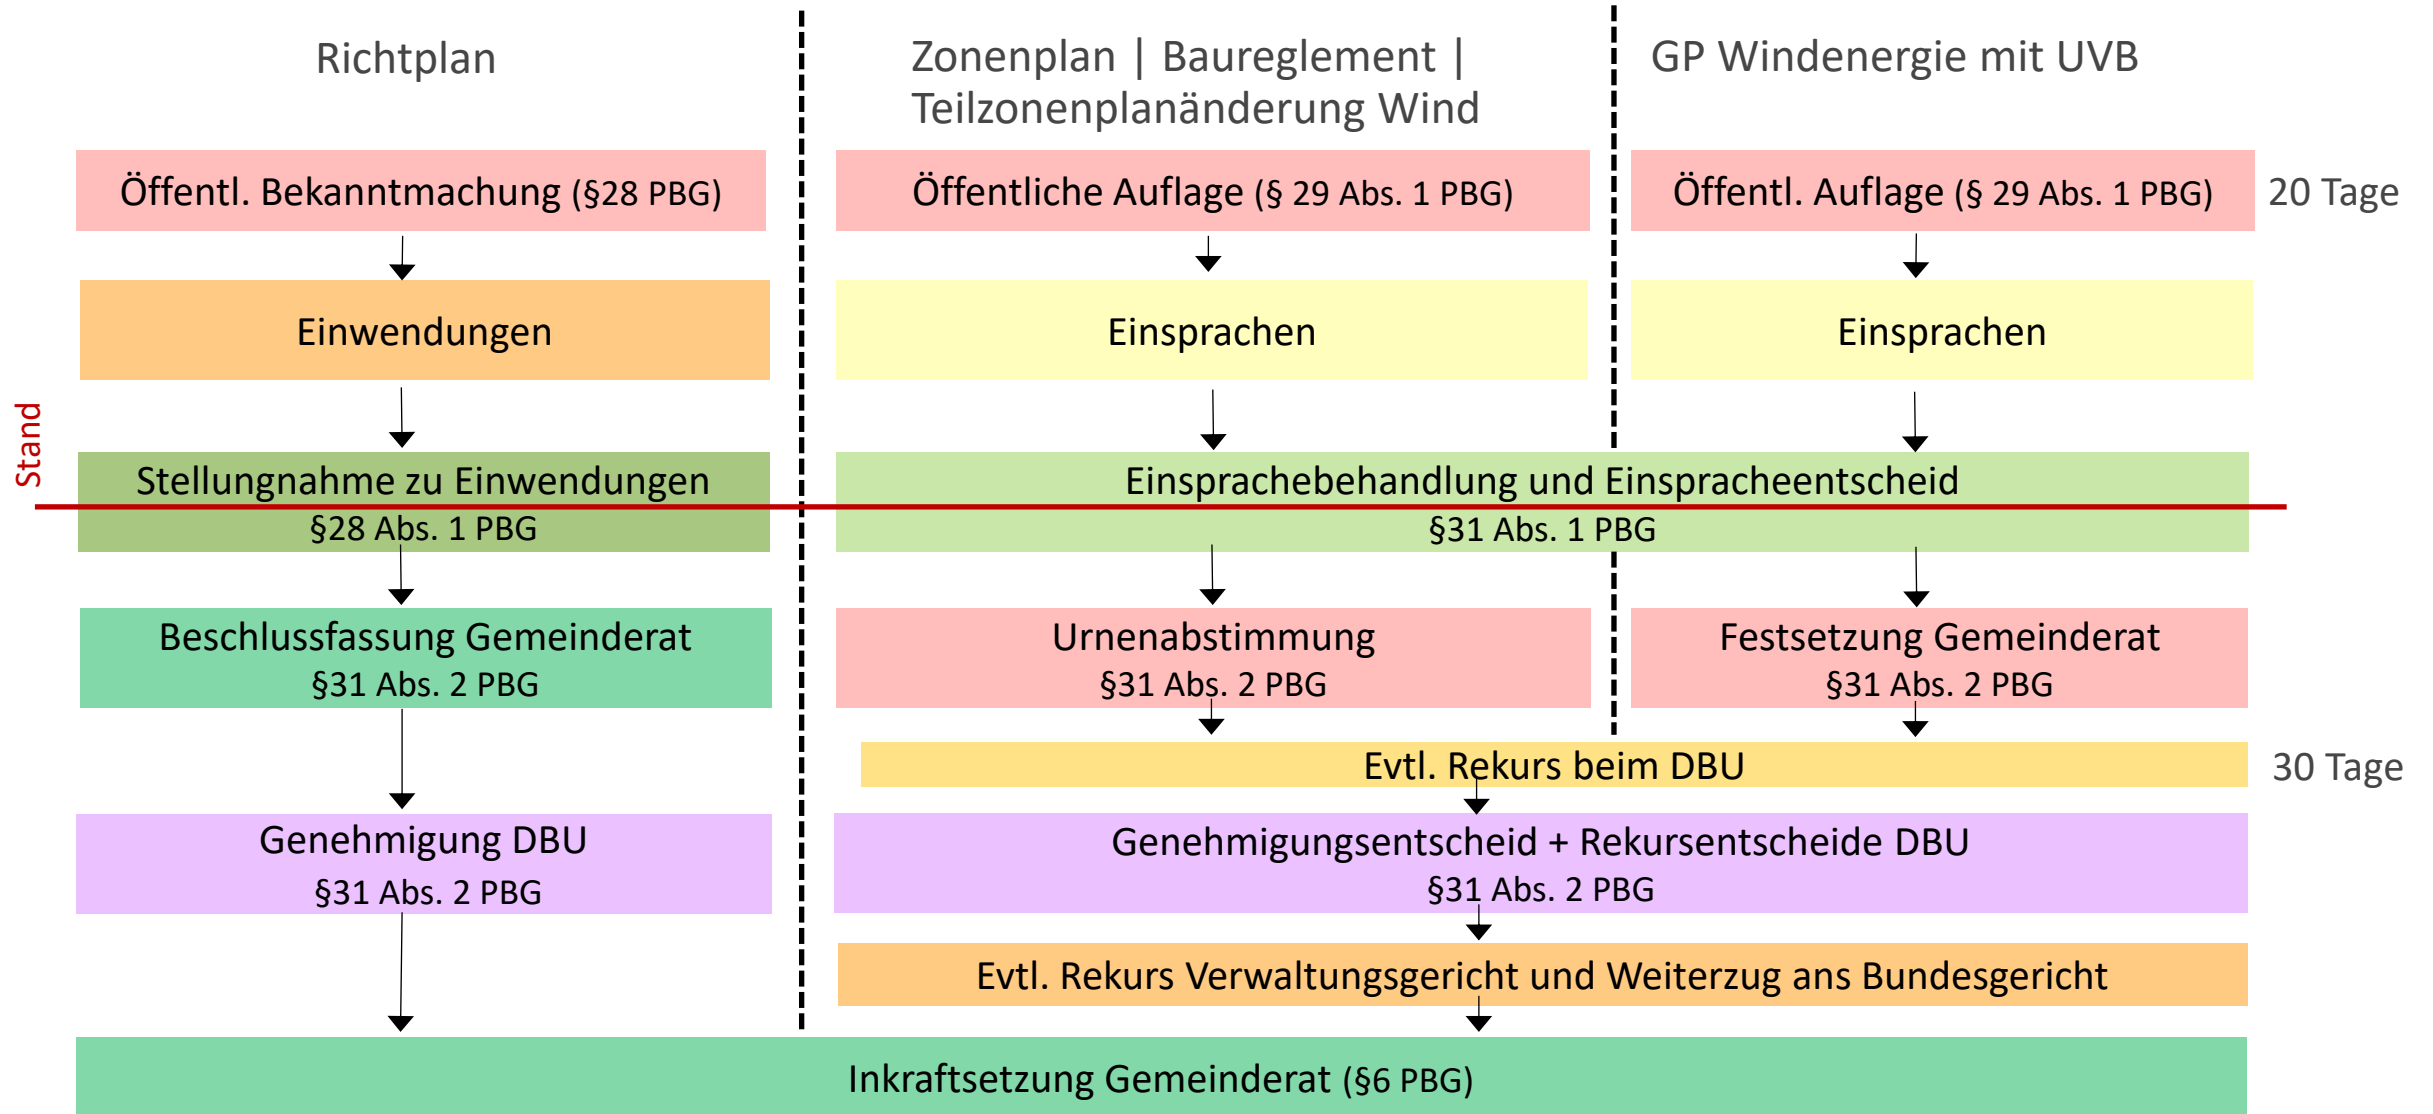 Richtplan
Zonenplan | Baureglement |
Teilzonenplanänderung Wind
GP Windenergie mit UVB
Öffentl. Bekanntmachung (§28 PBG)
Öffentliche Auflage (§ 29 Abs. 1 PBG)
Öffentl. Auflage (§ 29 Abs. 1 PBG)
20 Tage
Einwendungen
Einsprachen
Einsprachen
Stand
Stellungnahme zu Einwendungen
§28 Abs. 1 PBG
Einsprachebehandlung und Einspracheentscheid
§31 Abs. 1 PBG
Beschlussfassung Gemeinderat
§31 Abs. 2 PBG
Urnenabstimmung
§31 Abs. 2 PBG
Festsetzung Gemeinderat
§31 Abs. 2 PBG
Evtl. Rekurs beim DBU
30 Tage
Genehmigung DBU
§31 Abs. 2 PBG
Genehmigungsentscheid + Rekursentscheide DBU
§31 Abs. 2 PBG
Evtl. Rekurs Verwaltungsgericht und Weiterzug ans Bundesgericht
Inkraftsetzung Gemeinderat (§6 PBG)